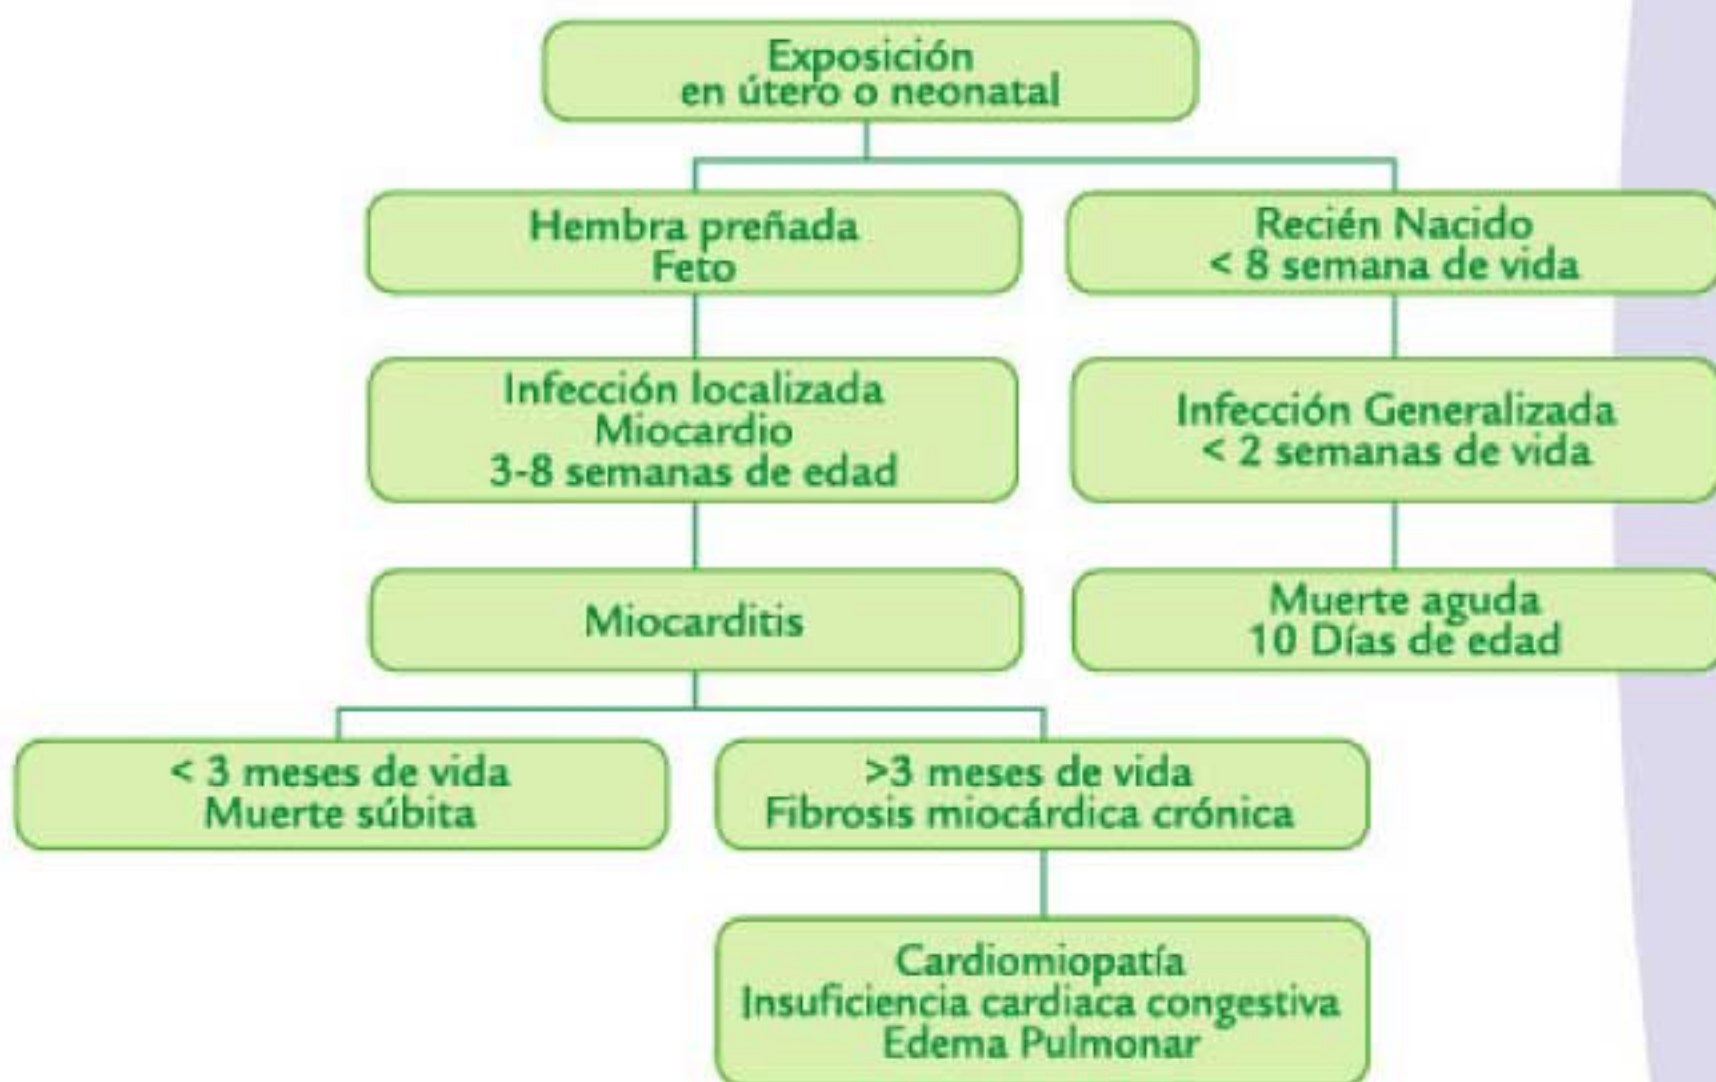 Exposición
en útero o neonatal
Hembra preñada
Feto
Recién Nacido
< 8 semana de vida
Infección localizada
Miocardio
3-8 semanas de edad
Infección Generalizada
< 2 semanas de vida
Miocarditis
Muerte aguda
10 Días de edad
< 3 meses de vida
Muerte súbita
>3 meses de vida
Fibrosis miocárdica crónica
Cardiomiopatía
Insuficiencia cardiaca congestiva
Edema Pulmonar